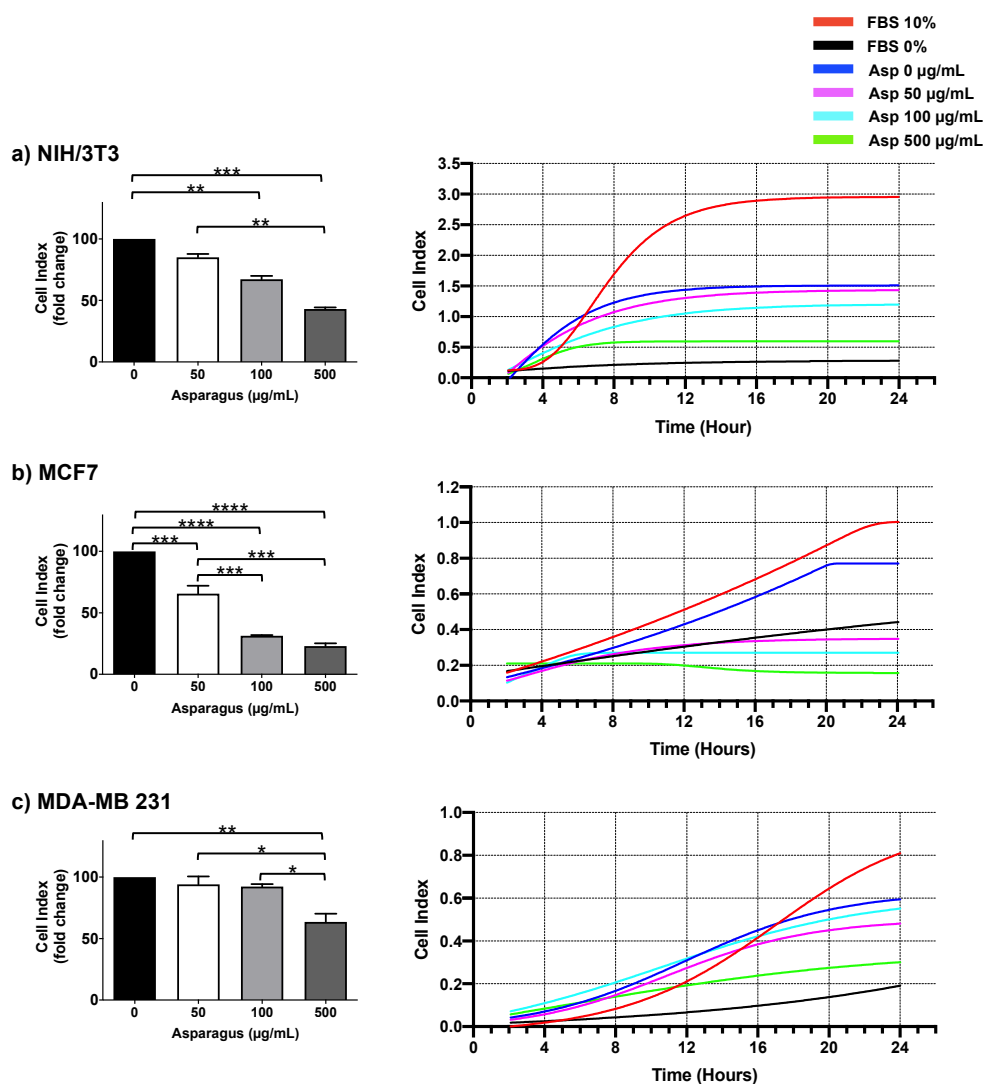 FBS 10%
FBS 0%
Asp 0 µg/mL
Asp 50 µg/mL
Asp 100 µg/mL
Asp 500 µg/mL
a) NIH/3T3
***
**
**
Cell Index
(fold change)
100
50
0
0 50 100 500
Asparagus (µg/mL)
Cell Index
3.5
3.0
2.5
2.0
1.5
1.0
0.5
0.0
0 4 8 12 16 20 24
Time (Hour)
b) MCF7
****
****
***
***
***
Cell Index
(fold change)
100
50
0
0 50 100 500
Asparagus (µg/mL)
Cell Index
1.2
1.0
0.8
0.6
0.4
0.2
0.0
0 4 8 12 16 20 24
Time (Hours)
c) MDA-MB 231
**
*
*
Cell Index
(fold change)
100
50
0
0 50 100 500
Asparagus (µg/mL)
Cell Index
1.0
0.8
0.6
0.4
0.2
0.0
0 4 8 12 16 20 24
Time (Hours)